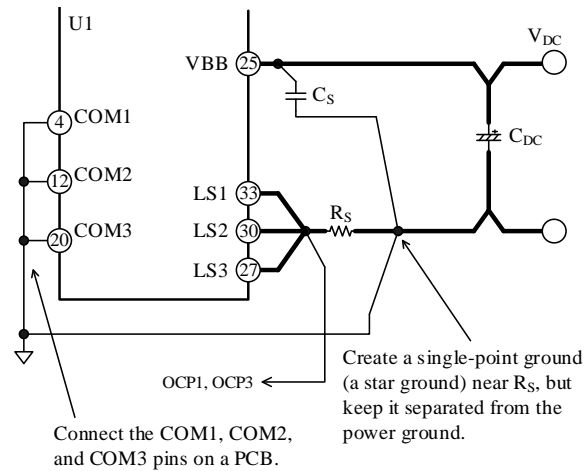 U1
VBB
25
V_DC
C_S
C_DC
4
COM1
12
COM2
20
COM3
LS1
33
LS2
30
LS3
27
R_S
OCP1, OCP3
Create a single-point ground
(a star ground) near R_S, but
keep it separated from the
power ground.
Connect the COM1, COM2,
and COM3 pins on a PCB.